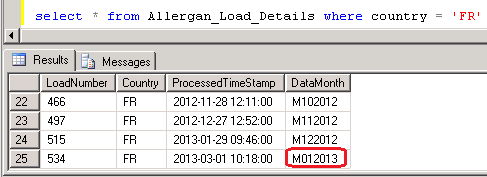 select * from Allergan_Load_Details where country = 'FR'
Results Messages
LoadNumber Country ProcessedTimeStamp DataMonth
22 466 FR 2012-11-28 12:11:00 M102012
23 497 FR 2012-12-27 12:52:00 M112012
24 515 FR 2013-01-29 09:46:00 M122012
25 534 FR 2013-03-01 10:18:00 M012013